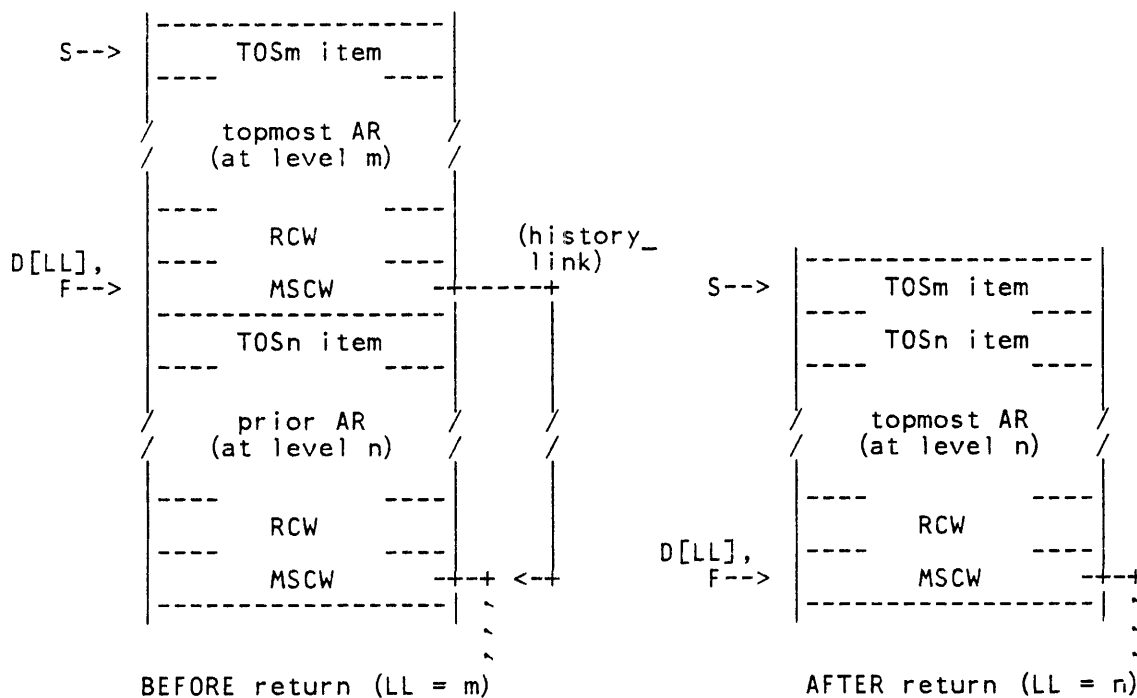 S--> TOSm item
topmost AR
(at level m)
RCW
(history_
link)
D[LL],
F--> MSCW
TOSn item
prior AR
(at level n)
RCW
MSCW
BEFORE return (LL = m)
S--> TOSm item
TOSn item
topmost AR
(at level n)
RCW
D[LL],
F--> MSCW
AFTER return (LL = n)